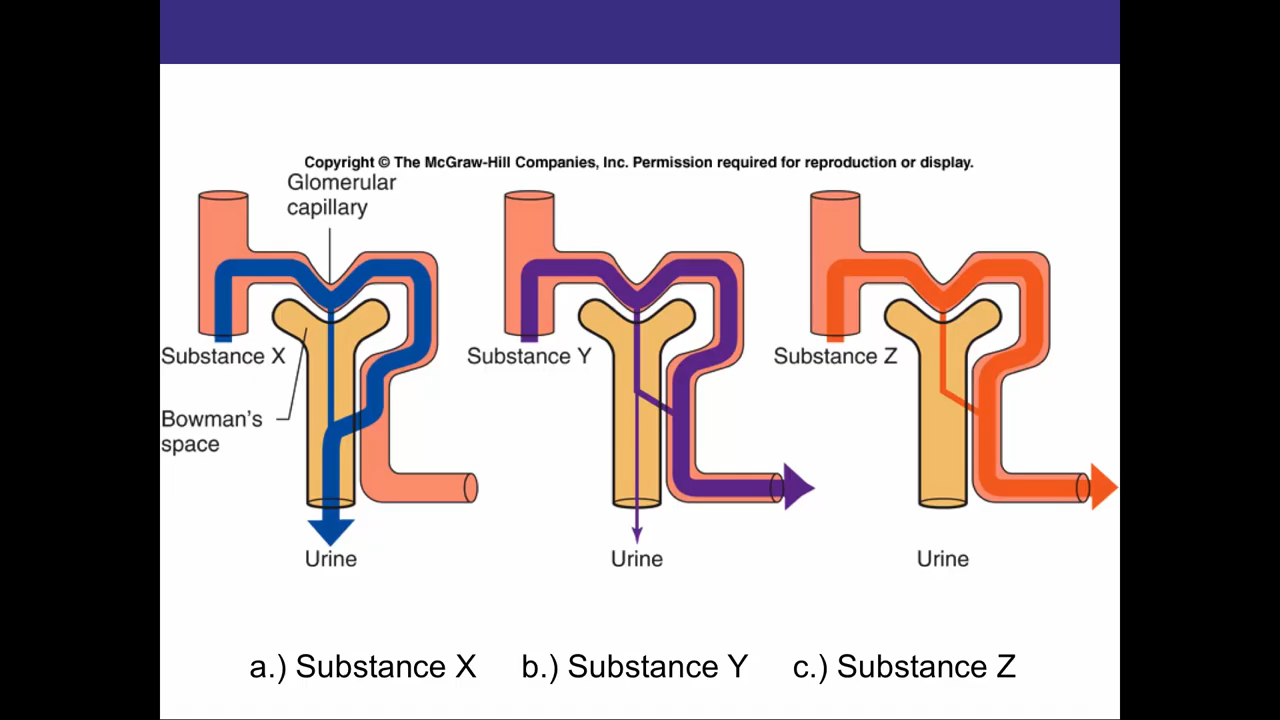 Copyright © The McGraw-Hill Companies, Inc. Permission required for reproduction or display.
Glomerular
capillary
Substance X
Substance Y
Substance Z
Bowman's
space
Urine
Urine
Urine
a.) Substance X b.) Substance Y c.) Substance Z